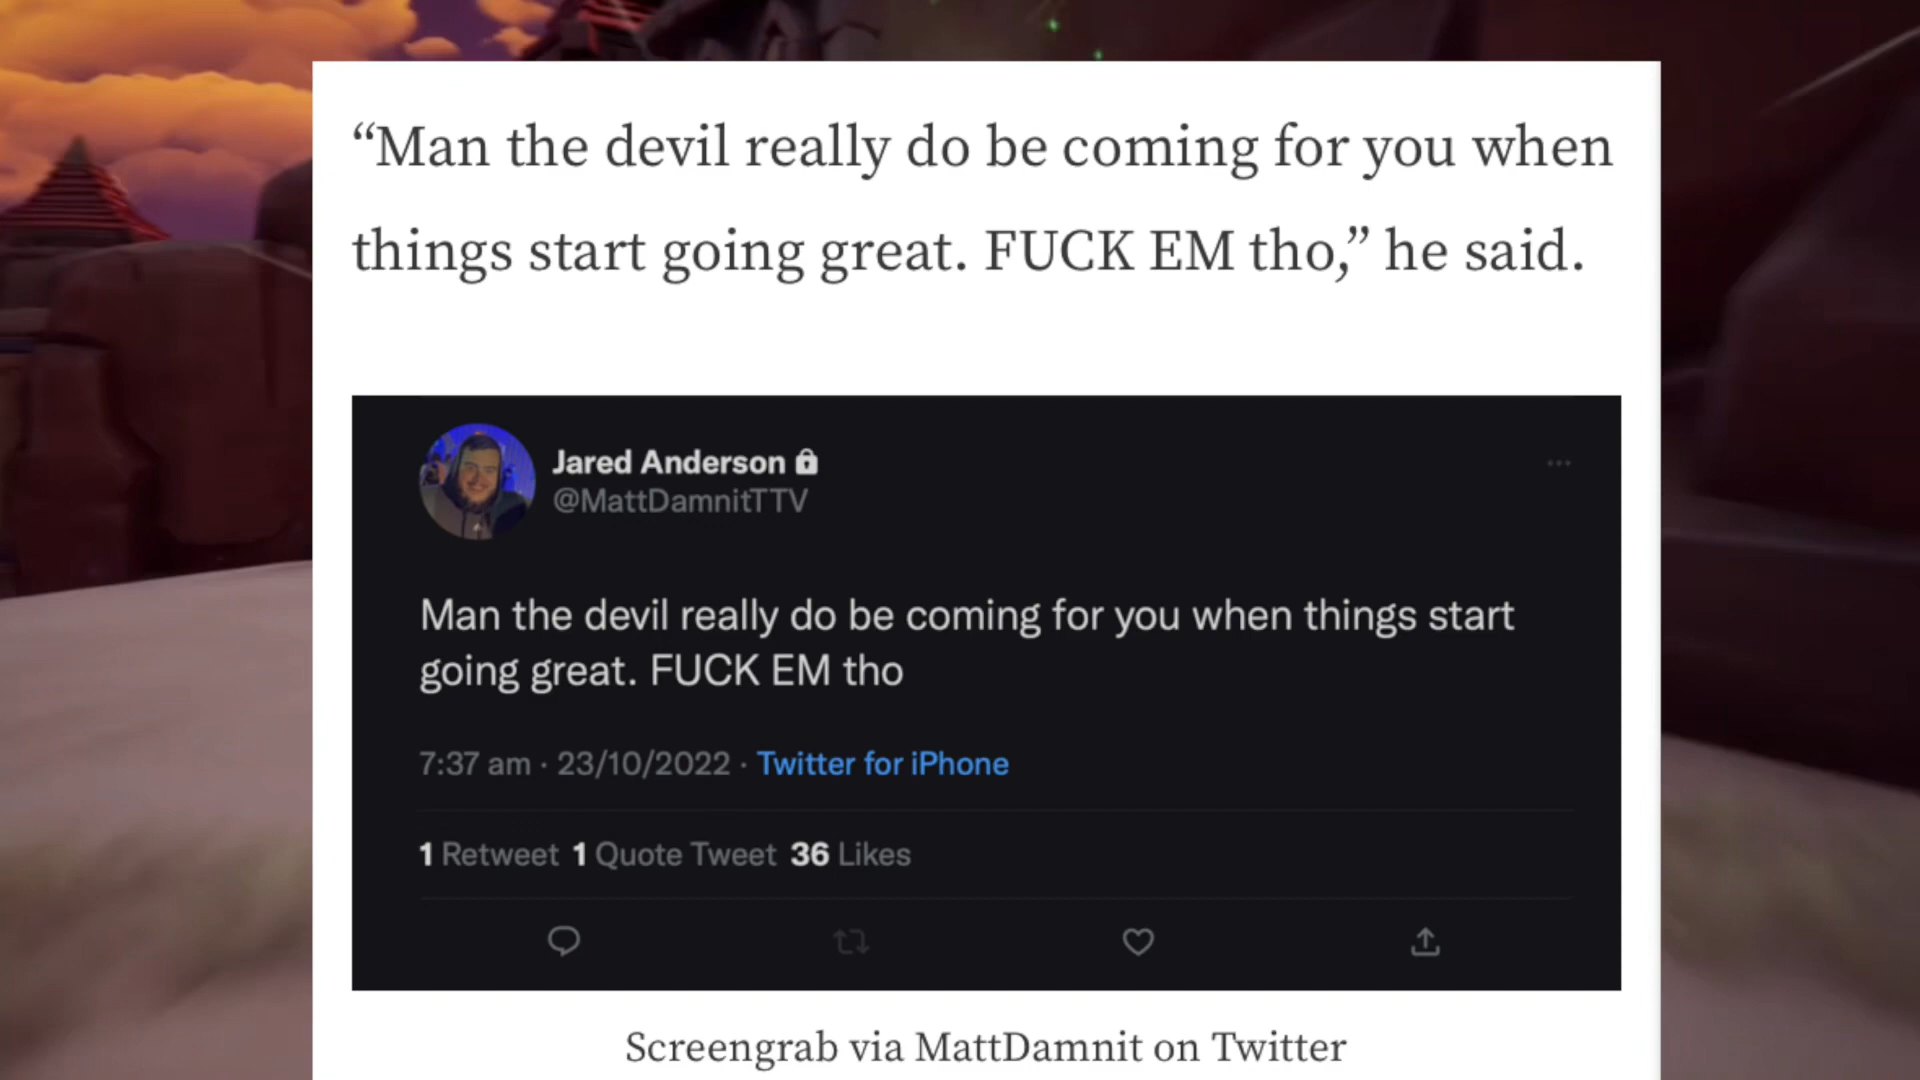 “Man the devil really do be coming for you when
things start going great. FUCK EM tho,” he said.
Jared Anderson
@MattDamnitTTV
Man the devil really do be coming for you when things start
going great. FUCK EM tho
7:37 am · 23/10/2022 · Twitter for iPhone
1 Retweet 1 Quote Tweet 36 Likes
Screengrab via MattDamnit on Twitter